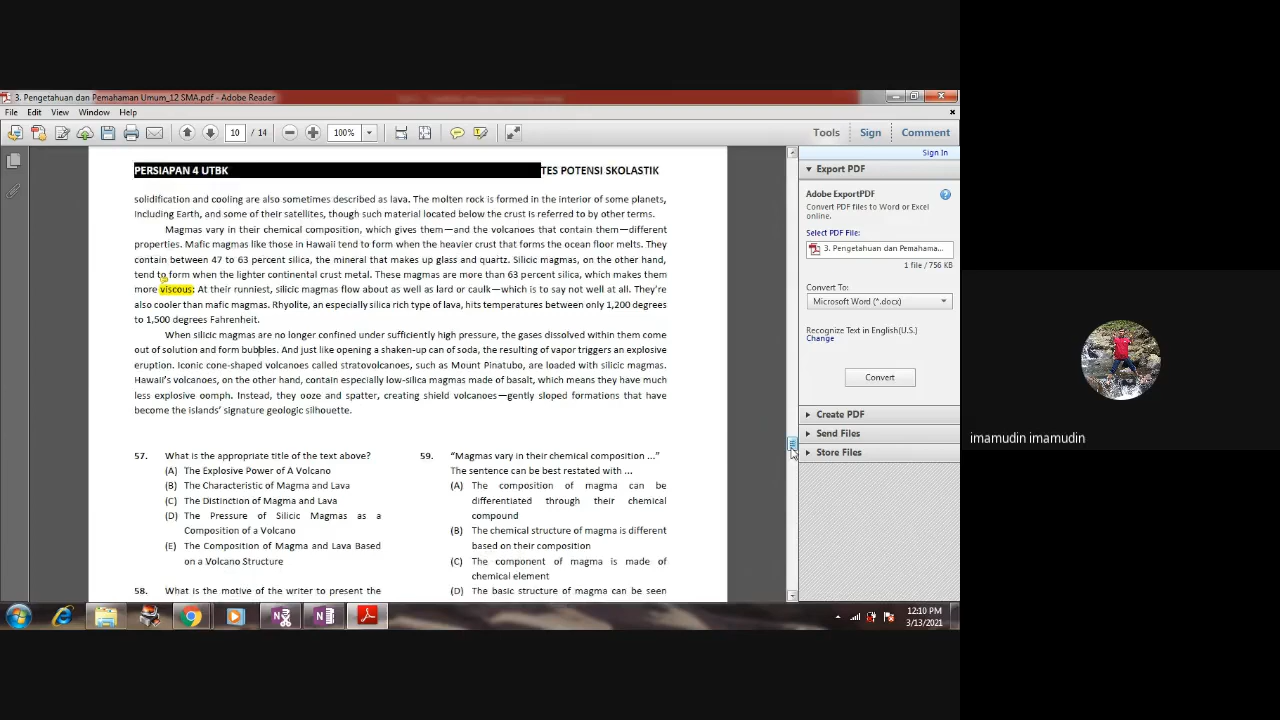 3. Pengetahuan dan Pemahaman Umum_12 SMA.pdf - Adobe Reader
File Edit View Window Help
10 / 14 100% Tools Sign Comment
Sign In
PERSIAPAN 4 UTBK TES POTENSI SKOLASTIK
solidification and cooling are also sometimes described as lava. The molten rock is formed in the interior of some planets,
including Earth, and some of their satellites, though such material located below the crust is referred to by other terms.
Magmas vary in their chemical composition, which gives them—and the volcanoes that contain them—different
properties. Mafic magmas like those in Hawaii tend to form when the heavier crust that forms the ocean floor melts. They
contain between 47 to 63 percent silica, the mineral that makes up glass and quartz. Silicic magmas, on the other hand,
tend to form when the lighter continental crust metal. These magmas are more than 63 percent silica, which makes them
more viscous: At their runniest, silicic magmas flow about as well as lard or caulk—which is to say not well at all. They're
also cooler than mafic magmas. Rhyolite, an especially silica rich type of lava, hits temperatures between only 1,200 degrees
to 1,500 degrees Fahrenheit.
When silicic magmas are no longer confined under sufficiently high pressure, the gases dissolved within them come
out of solution and form bubbles. And just like opening a shaken-up can of soda, the resulting of vapor triggers an explosive
eruption. Iconic cone-shaped volcanoes called stratovolcanoes, such as Mount Pinatubo, are loaded with silicic magmas.
Hawaii's volcanoes, on the other hand, contain especially low-silica magmas made of basalt, which means they have much
less explosive oomph. Instead, they ooze and spatter, creating shield volcanoes—gently sloped formations that have
become the islands' signature geologic silhouette.
57. What is the appropriate title of the text above?
(A) The Explosive Power of A Volcano
(B) The Characteristic of Magma and Lava
(C) The Distinction of Magma and Lava
(D) The Pressure of Silicic Magmas as a
Composition of a Volcano
(E) The Composition of Magma and Lava Based
on a Volcano Structure
58. What is the motive of the writer to present the
59. "Magmas vary in their chemical composition ..."
The sentence can be best restated with ...
(A) The composition of magma can be
differentiated through their chemical
compound
(B) The chemical structure of magma is different
based on their composition
(C) The component of magma is made of
chemical element
(D) The basic structure of magma can be seen
Export PDF
Adobe ExportPDF
Convert PDF files to Word or Excel
online.
Select PDF File:
3. Pengetahuan dan Pemahama...
1 file / 756 KB
Convert To:
Microsoft Word (*.docx)
Recognize Text in English(U.S.)
Change
Convert
Create PDF
Send Files
Store Files
12:10 PM
3/13/2021
imamudin imamudin